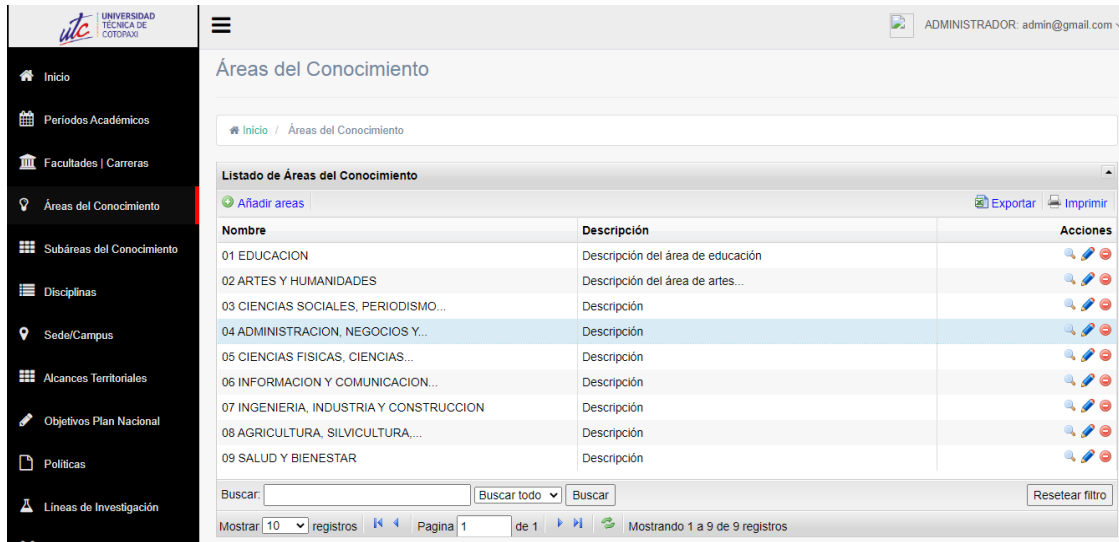 utc UNIVERSIDAD
TÉCNICA DE
COTOPAXI
ADMINISTRADOR: admin@gmail.com
Inicio
Períodos Académicos
Facultades | Carreras
Áreas del Conocimiento
Subáreas del Conocimiento
Disciplinas
Sede/Campus
Alcances Territoriales
Objetivos Plan Nacional
Políticas
Líneas de Investigación
Áreas del Conocimiento
Inicio / Áreas del Conocimiento
Listado de Áreas del Conocimiento
Añadir areas Exportar Imprimir
Nombre Descripción Acciones
01 EDUCACION Descripción del área de educación
02 ARTES Y HUMANIDADES Descripción del área de artes...
03 CIENCIAS SOCIALES, PERIODISMO... Descripción
04 ADMINISTRACION, NEGOCIOS Y... Descripción
05 CIENCIAS FISICAS, CIENCIAS... Descripción
06 INFORMACION Y COMUNICACION... Descripción
07 INGENIERIA, INDUSTRIA Y CONSTRUCCION Descripción
08 AGRICULTURA, SILVICULTURA,... Descripción
09 SALUD Y BIENESTAR Descripción
Buscar: Buscar todo Buscar Resetear filtro
Mostrar 10 registros Pagina 1 de 1 Mostrando 1 a 9 de 9 registros